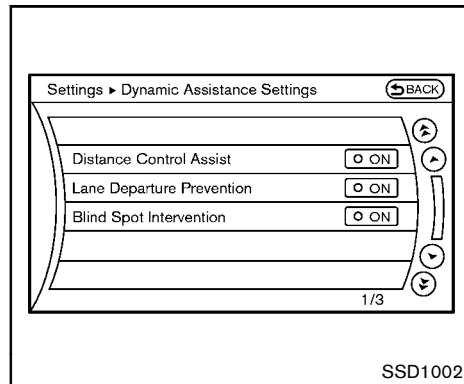 Settings ▸ Dynamic Assistance Settings BACK
Distance Control Assist ON
Lane Departure Prevention ON
Blind Spot Intervention ON
1/3
SSD1002